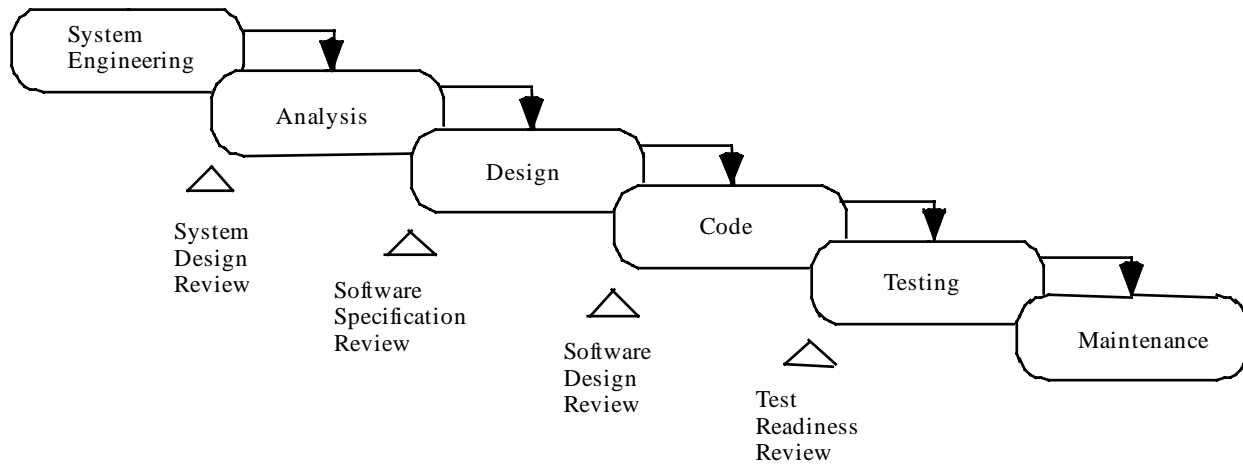 System
Engineering
Analysis
Design
Code
Testing
Maintenance
System
Design
Review
Software
Specification
Review
Software
Design
Review
Test
Readiness
Review